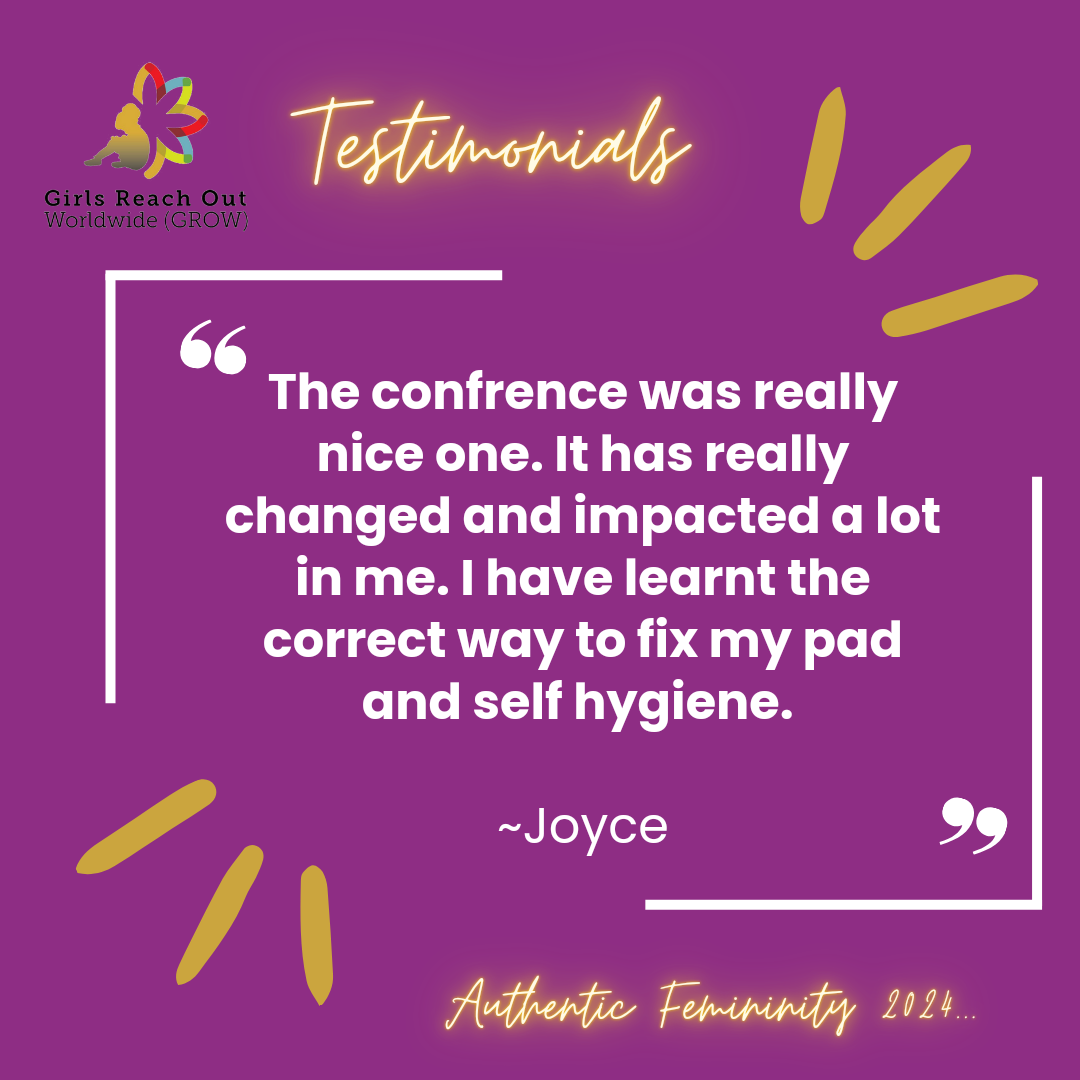 Testimonials
Girls Reach Out
Worldwide (GROW)
“
The confrence was really
nice one. It has really
changed and impacted a lot
in me. I have learnt the
correct way to fix my pad
and self hygiene.
~Joyce
”
Authentic Femininity 2024...